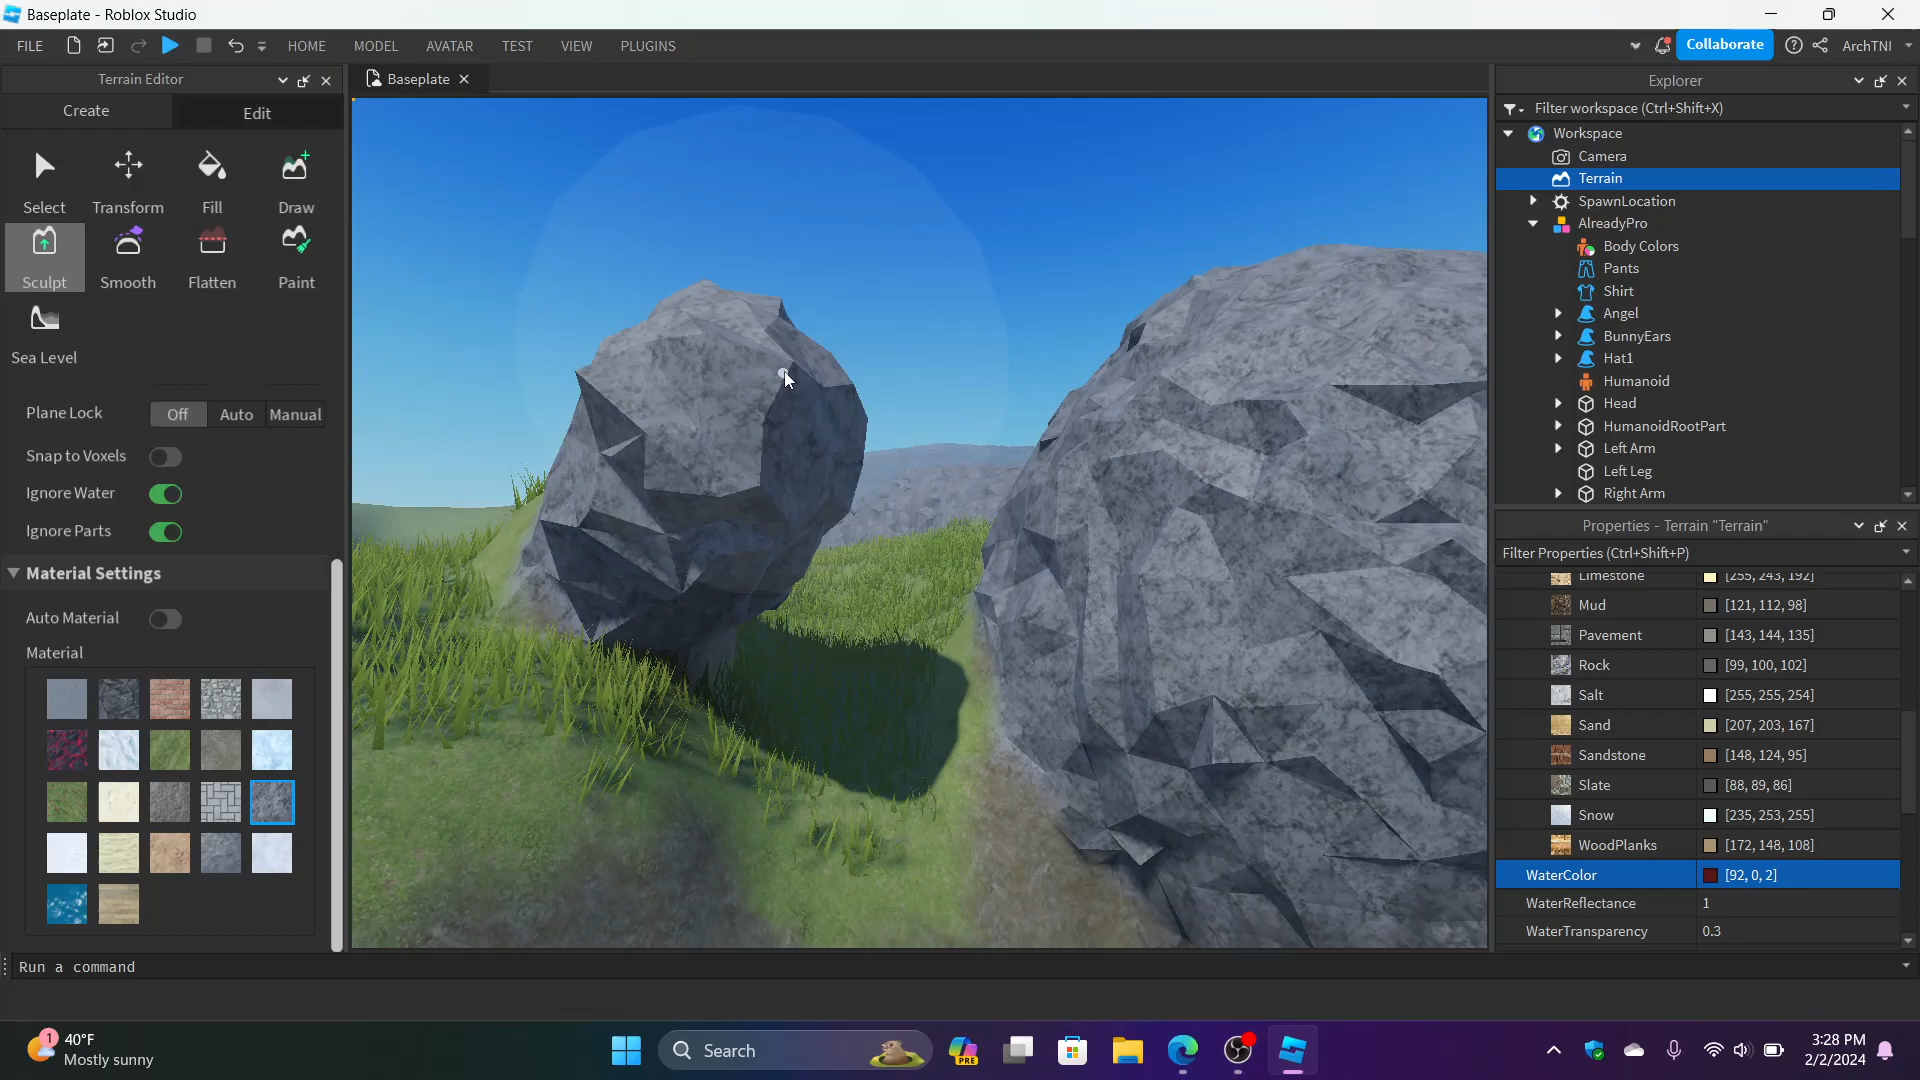 Baseplate - Roblox Studio
FILE HOME MODEL AVATAR TEST VIEW PLUGINS Collaborate ArchTNI
Terrain Editor
Create Edit
Select Transform Fill Draw
Sculpt Smooth Flatten Paint
Sea Level
Plane Lock Off Auto Manual
Snap to Voxels
Ignore Water
Ignore Parts
Material Settings
Auto Material
Material
Baseplate
Explorer
Filter workspace (Ctrl+Shift+X)
Workspace
Camera
Terrain
SpawnLocation
AlreadyPro
Body Colors
Pants
Shirt
Angel
BunnyEars
Hat1
Humanoid
Head
HumanoidRootPart
Left Arm
Left Leg
Right Arm
Properties - Terrain "Terrain"
Filter Properties (Ctrl+Shift+P)
Limestone [255, 243, 192]
Mud [121, 112, 98]
Pavement [143, 144, 135]
Rock [99, 100, 102]
Salt [255, 255, 254]
Sand [207, 203, 167]
Sandstone [148, 124, 95]
Slate [88, 89, 86]
Snow [235, 253, 255]
WoodPlanks [172, 148, 108]
WaterColor [92, 0, 2]
WaterReflectance 1
WaterTransparency 0.3
Run a command
1 40°F
Mostly sunny
Search
PRE
3:28 PM
2/2/2024